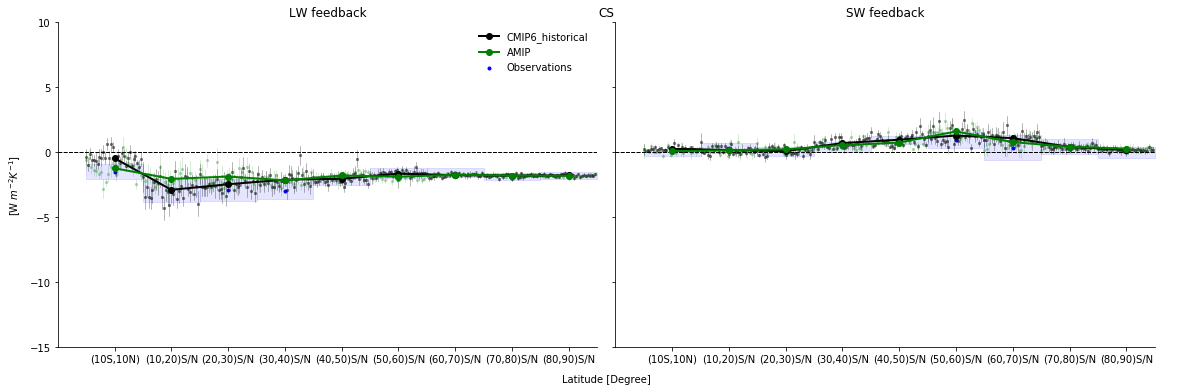 LW feedback
CS
SW feedback
CMIP6_historical
AMIP
Observations
[W m⁻²K⁻¹]
10
5
0
−5
−10
−15
(10S,10N) (10,20)S/N (20,30)S/N (30,40)S/N (40,50)S/N (50,60)S/N (60,70)S/N (70,80)S/N (80,90)S/N
(10S,10N) (10,20)S/N (20,30)S/N (30,40)S/N (40,50)S/N (50,60)S/N (60,70)S/N (70,80)S/N (80,90)S/N
Latitude [Degree]